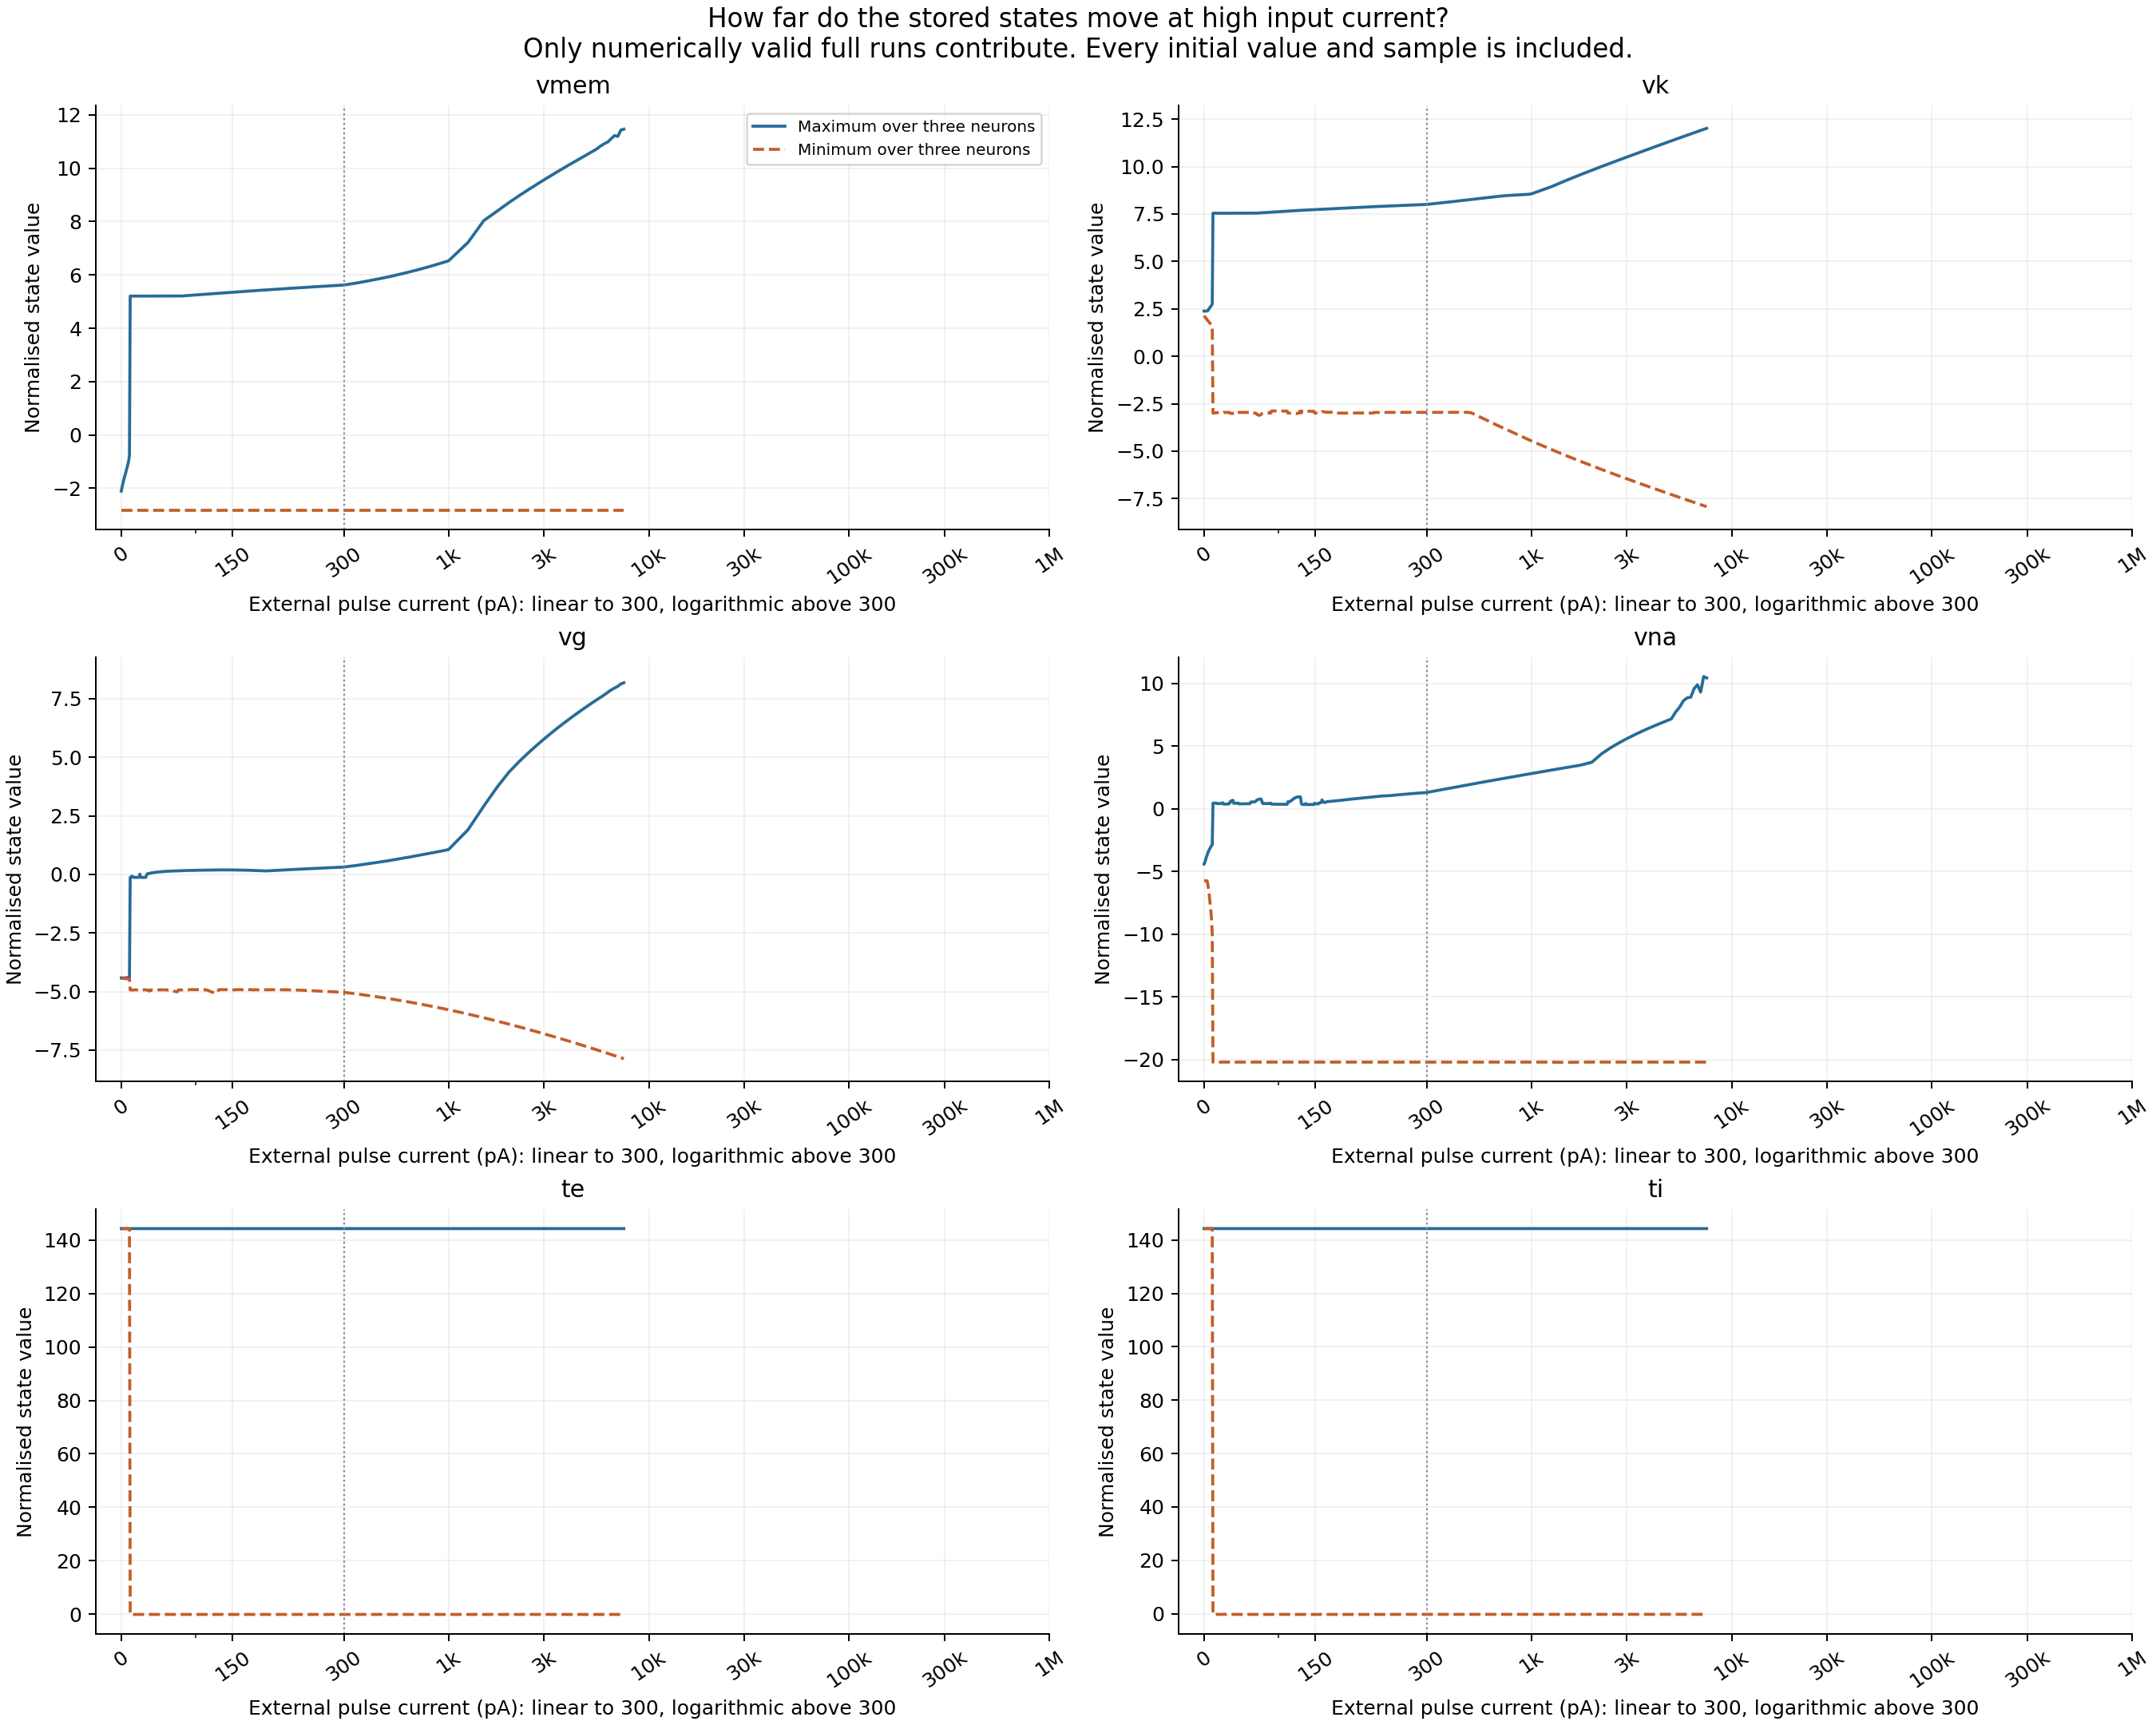 How far do the stored states move at high input current?
Only numerically valid full runs contribute. Every initial value and sample is included.
vmem
Normalised state value
12
10
8
6
4
2
0
−2
Maximum over three neurons
Minimum over three neurons
0 150 300 1k 3k 10k 30k 100k 300k 1M
External pulse current (pA): linear to 300, logarithmic above 300
vk
Normalised state value
12.5
10.0
7.5
5.0
2.5
0.0
−2.5
−5.0
−7.5
0 150 300 1k 3k 10k 30k 100k 300k 1M
External pulse current (pA): linear to 300, logarithmic above 300
vg
Normalised state value
7.5
5.0
2.5
0.0
−2.5
−5.0
−7.5
0 150 300 1k 3k 10k 30k 100k 300k 1M
External pulse current (pA): linear to 300, logarithmic above 300
vna
Normalised state value
10
5
0
−5
−10
−15
−20
0 150 300 1k 3k 10k 30k 100k 300k 1M
External pulse current (pA): linear to 300, logarithmic above 300
te
Normalised state value
140
120
100
80
60
40
20
0
0 150 300 1k 3k 10k 30k 100k 300k 1M
External pulse current (pA): linear to 300, logarithmic above 300
ti
Normalised state value
140
120
100
80
60
40
20
0
0 150 300 1k 3k 10k 30k 100k 300k 1M
External pulse current (pA): linear to 300, logarithmic above 300